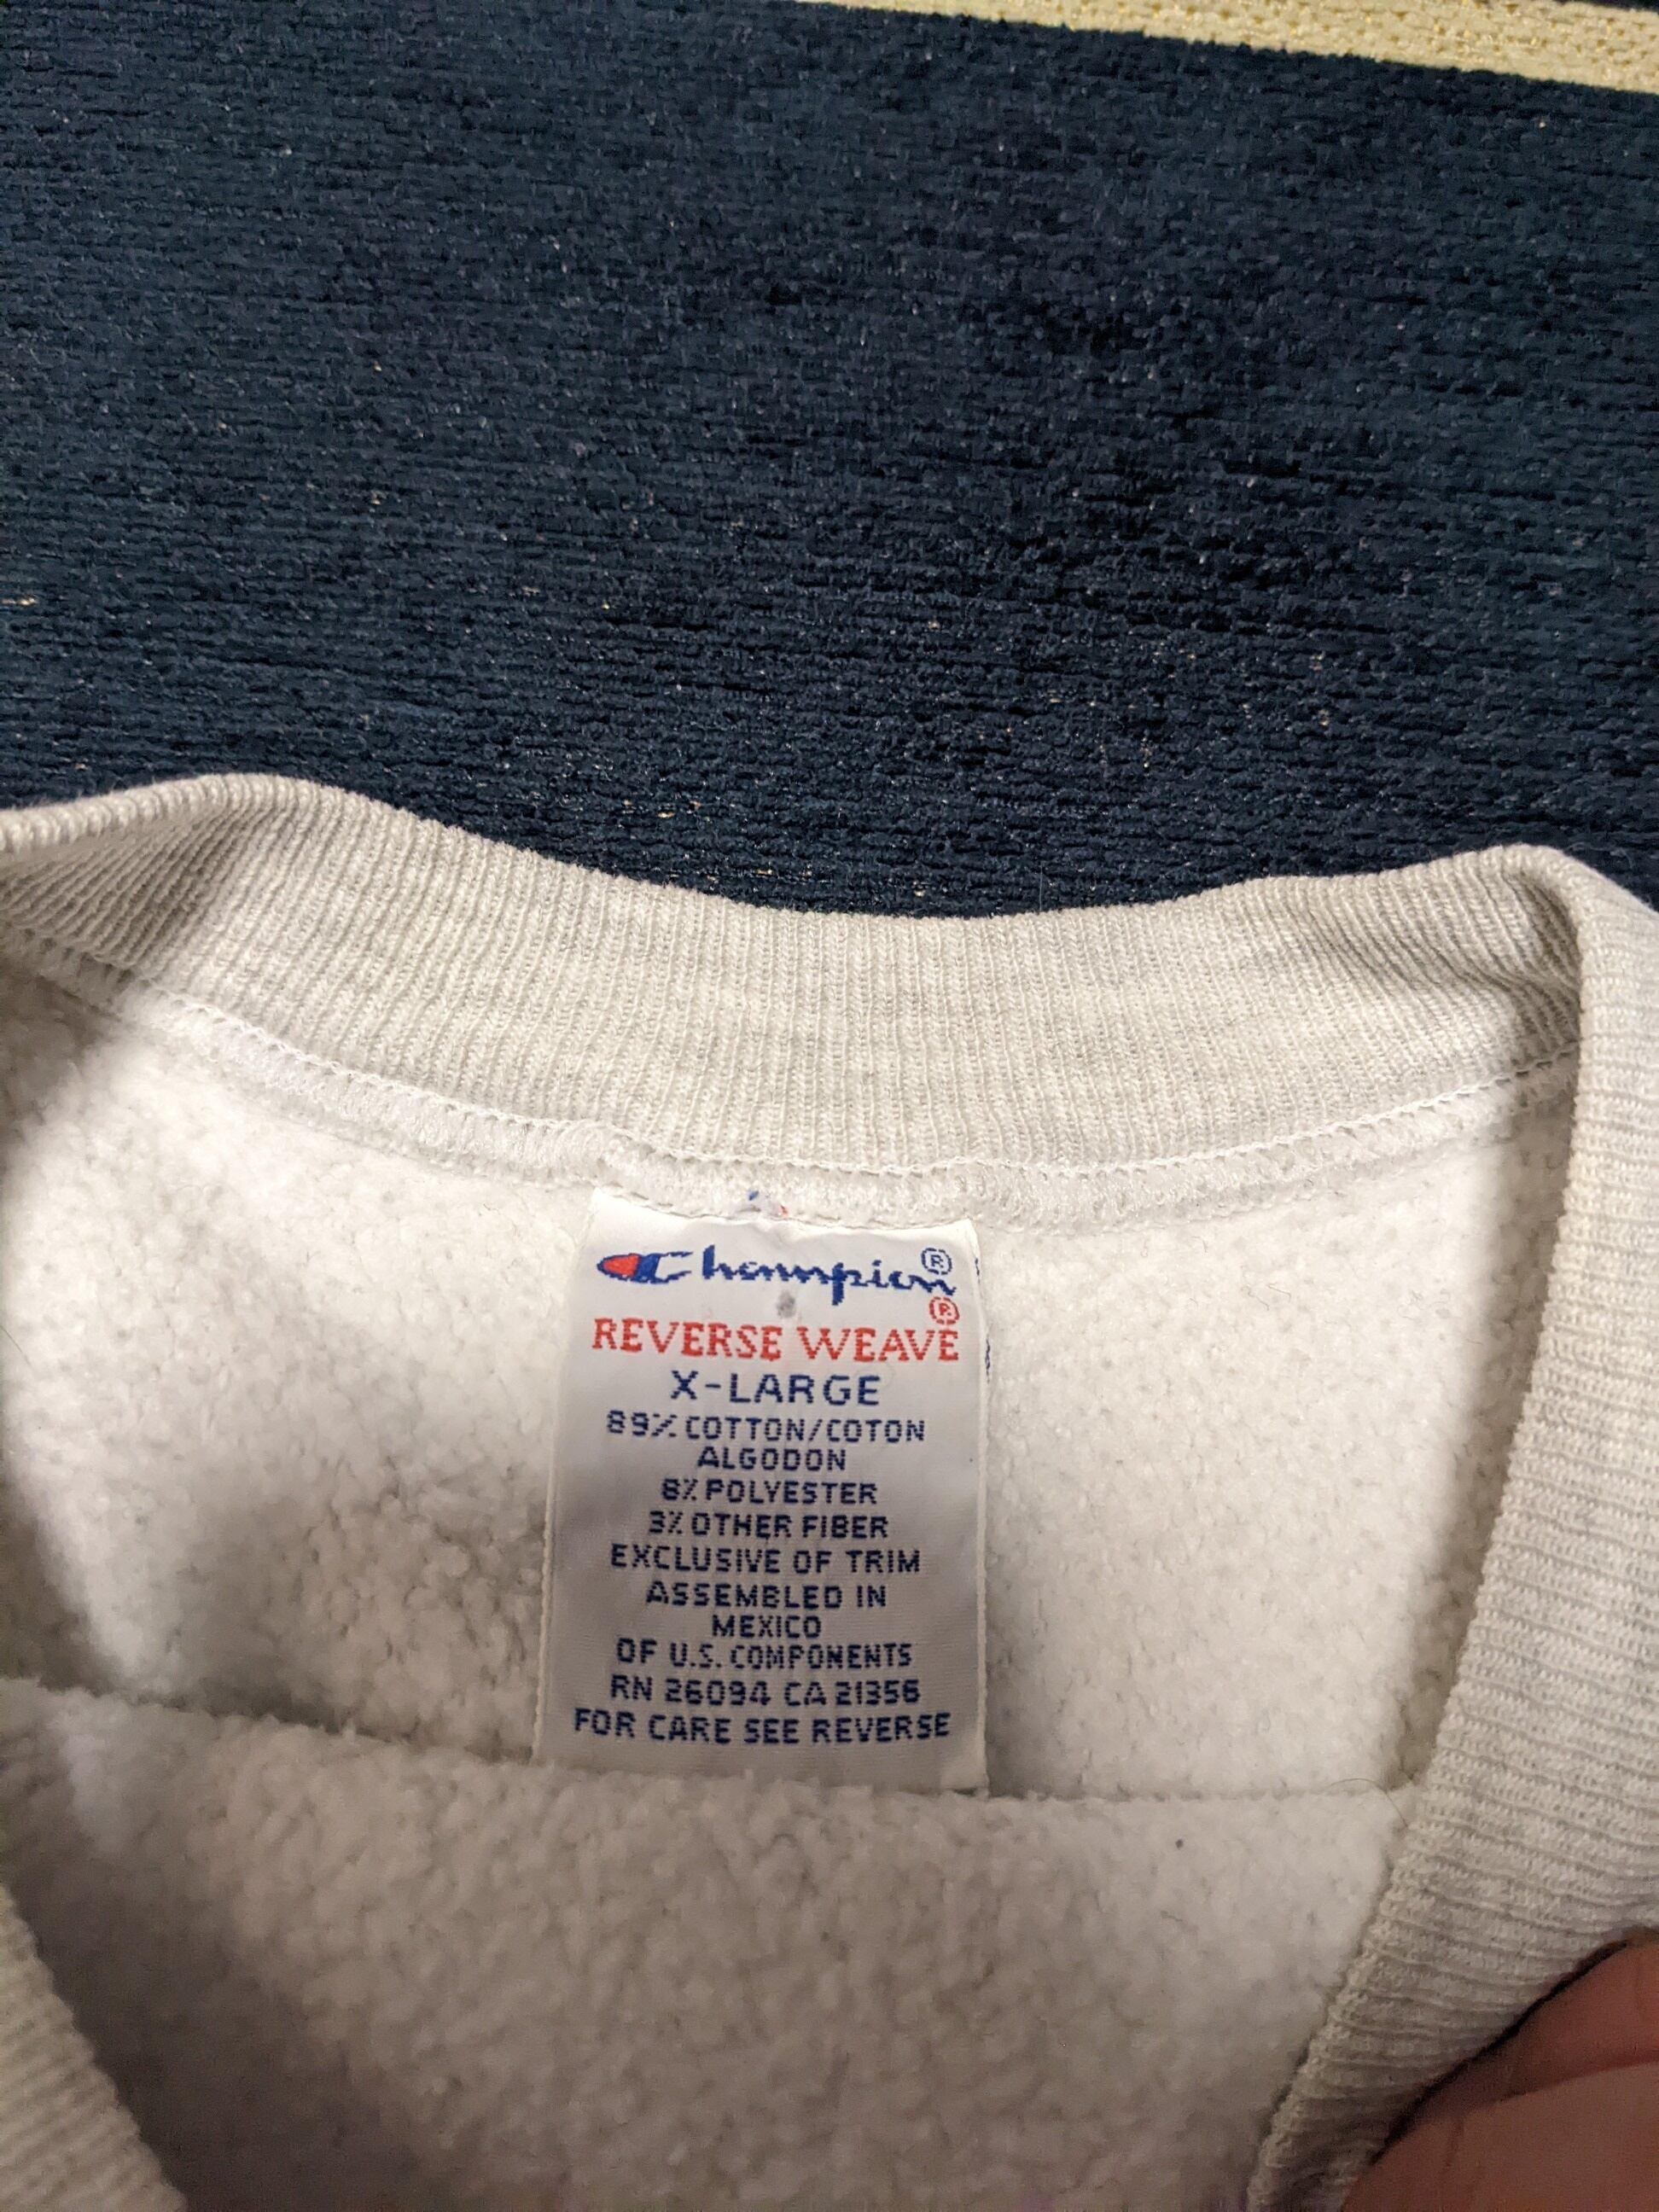 Champion®
REVERSE WEAVE®
X-LARGE
89% COTTON/COTON
ALGODON
8% POLYESTER
3% OTHER FIBER
EXCLUSIVE OF TRIM
ASSEMBLED IN
MEXICO
OF U.S. COMPONENTS
RN 26094 CA 21356
FOR CARE SEE REVERSE